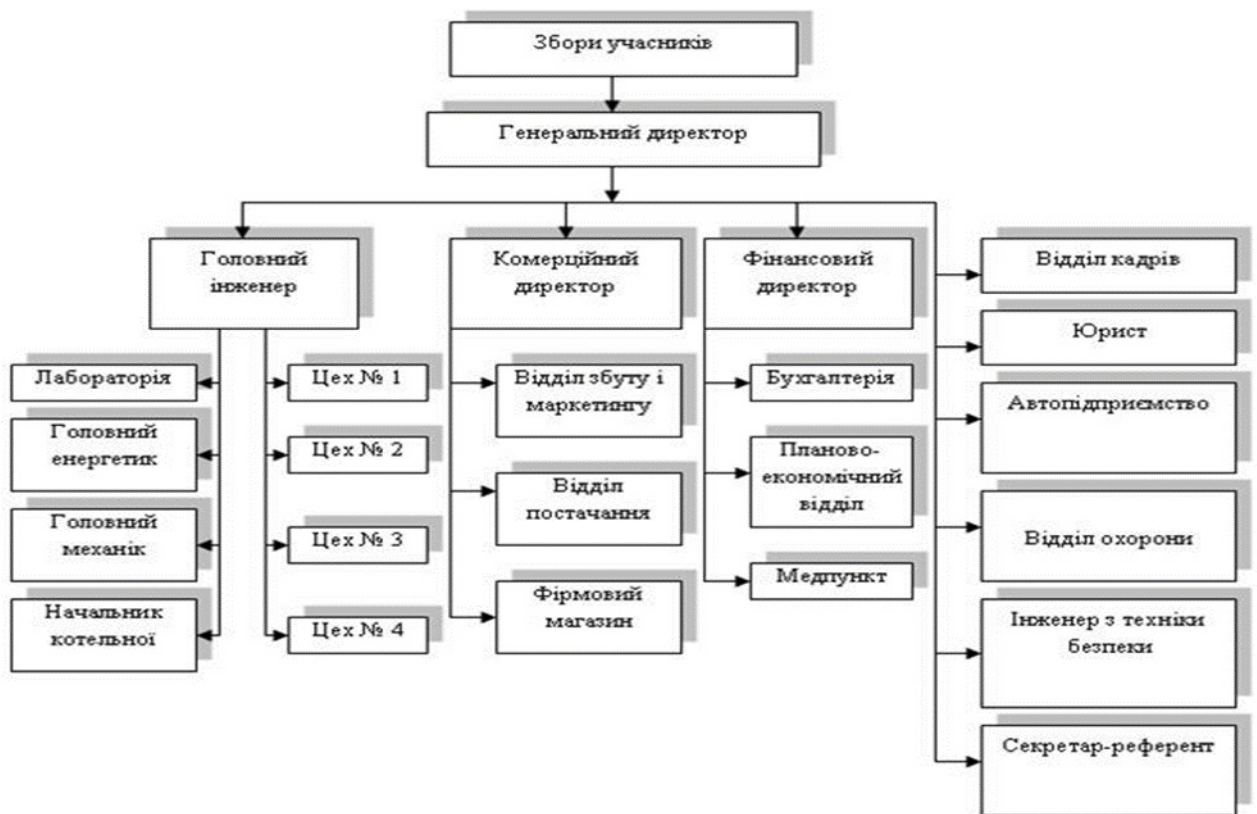 Збори учасників
Генеральний директор
Головний
інженер
Комерційний
директор
Фінансовий
директор
Відділ кадрів
Юрист
Автопідприємство
Відділ охорони
Інженер з техніки
безпеки
Секретар-референт
Лабораторія
Головний
енергетик
Головний
механік
Начальник
котельної
Цех № 1
Цех № 2
Цех № 3
Цех № 4
Відділ збуту і
маркетингу
Відділ
постачання
Фірмовий
магазин
Бухгалтерія
Планово-
економічний
відділ
Медпункт